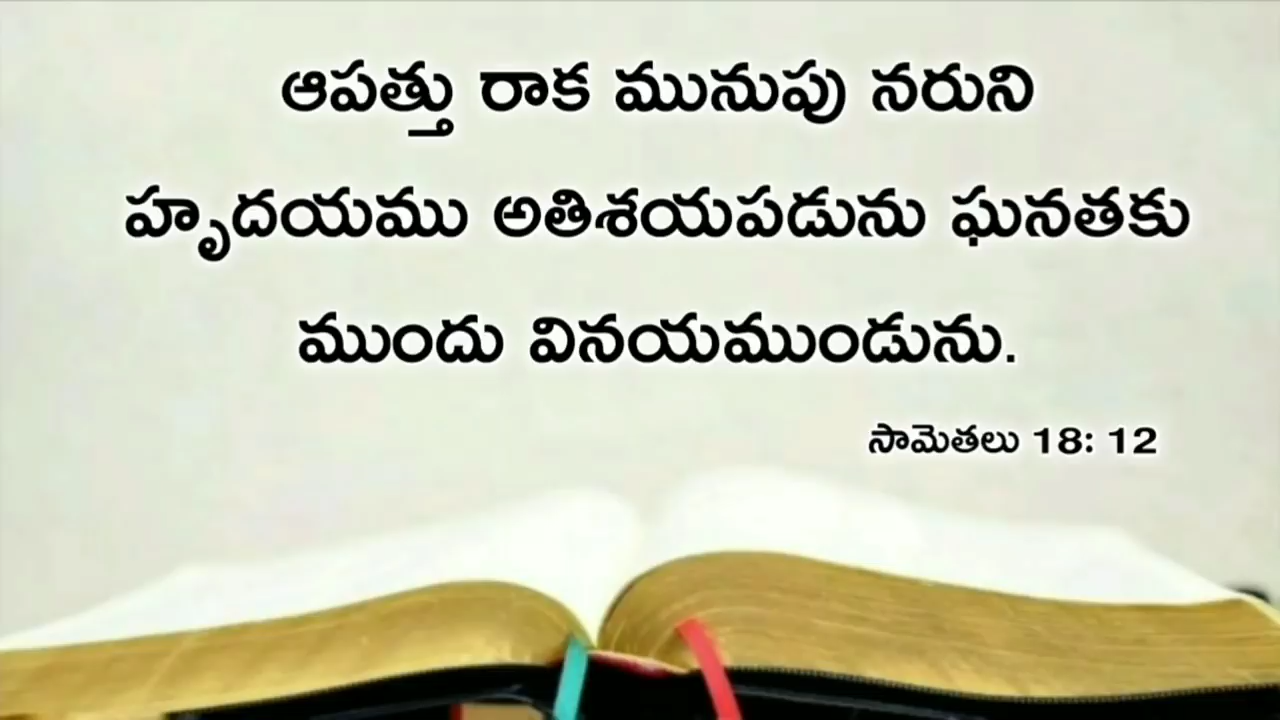 ఆపత్తు రాక మునుపు నరుని
హృదయము అతిశయపడును ఘనతకు
ముందు వినయముండును.
సామెతలు 18: 12